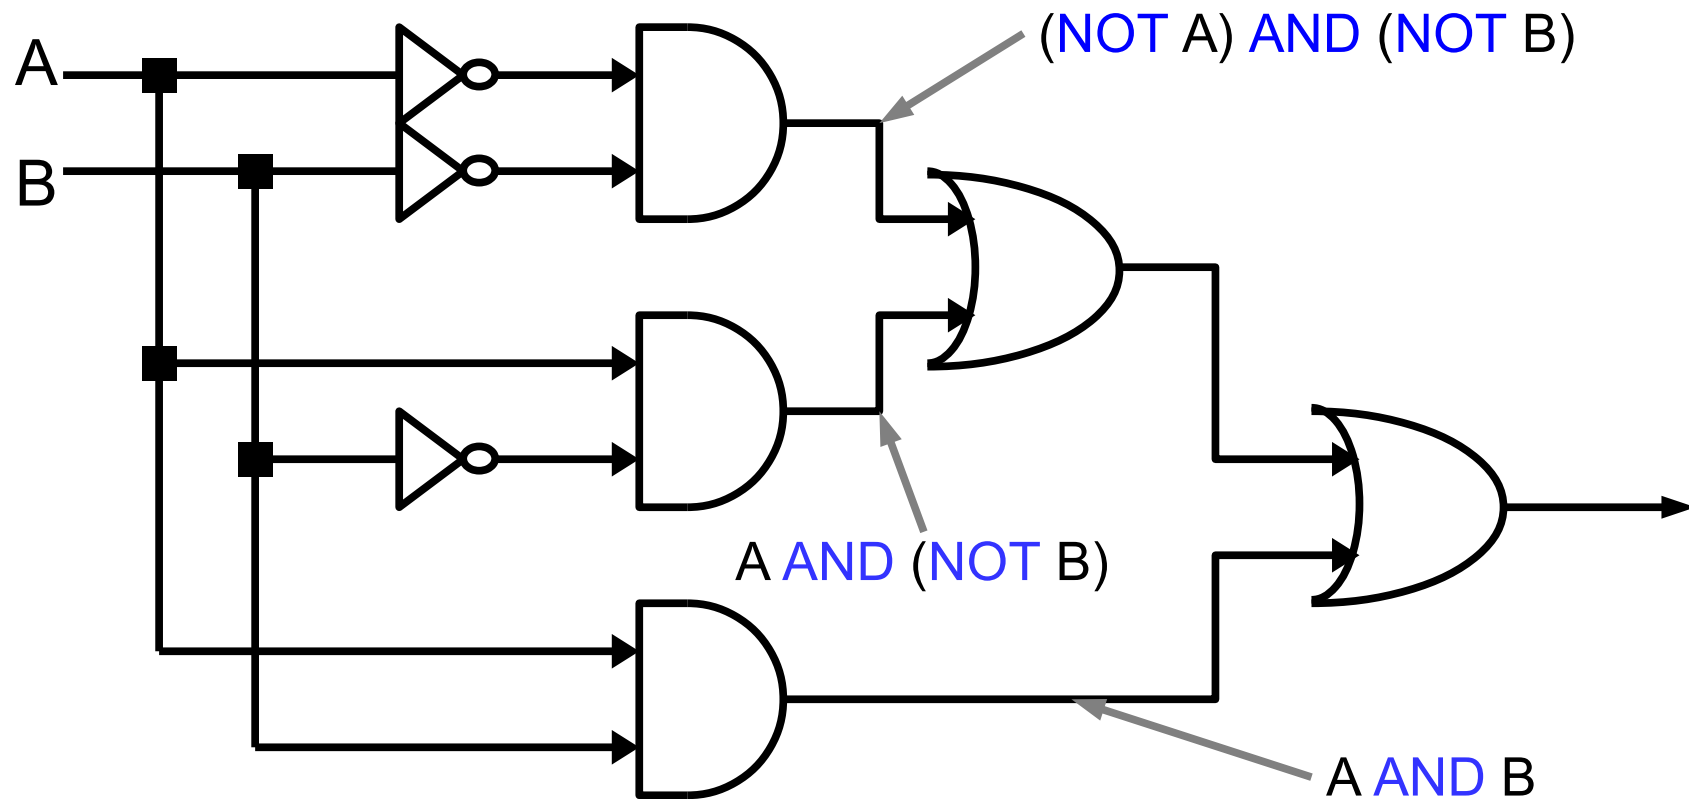 A
B
(NOT A) AND (NOT B)
A AND (NOT B)
A AND B